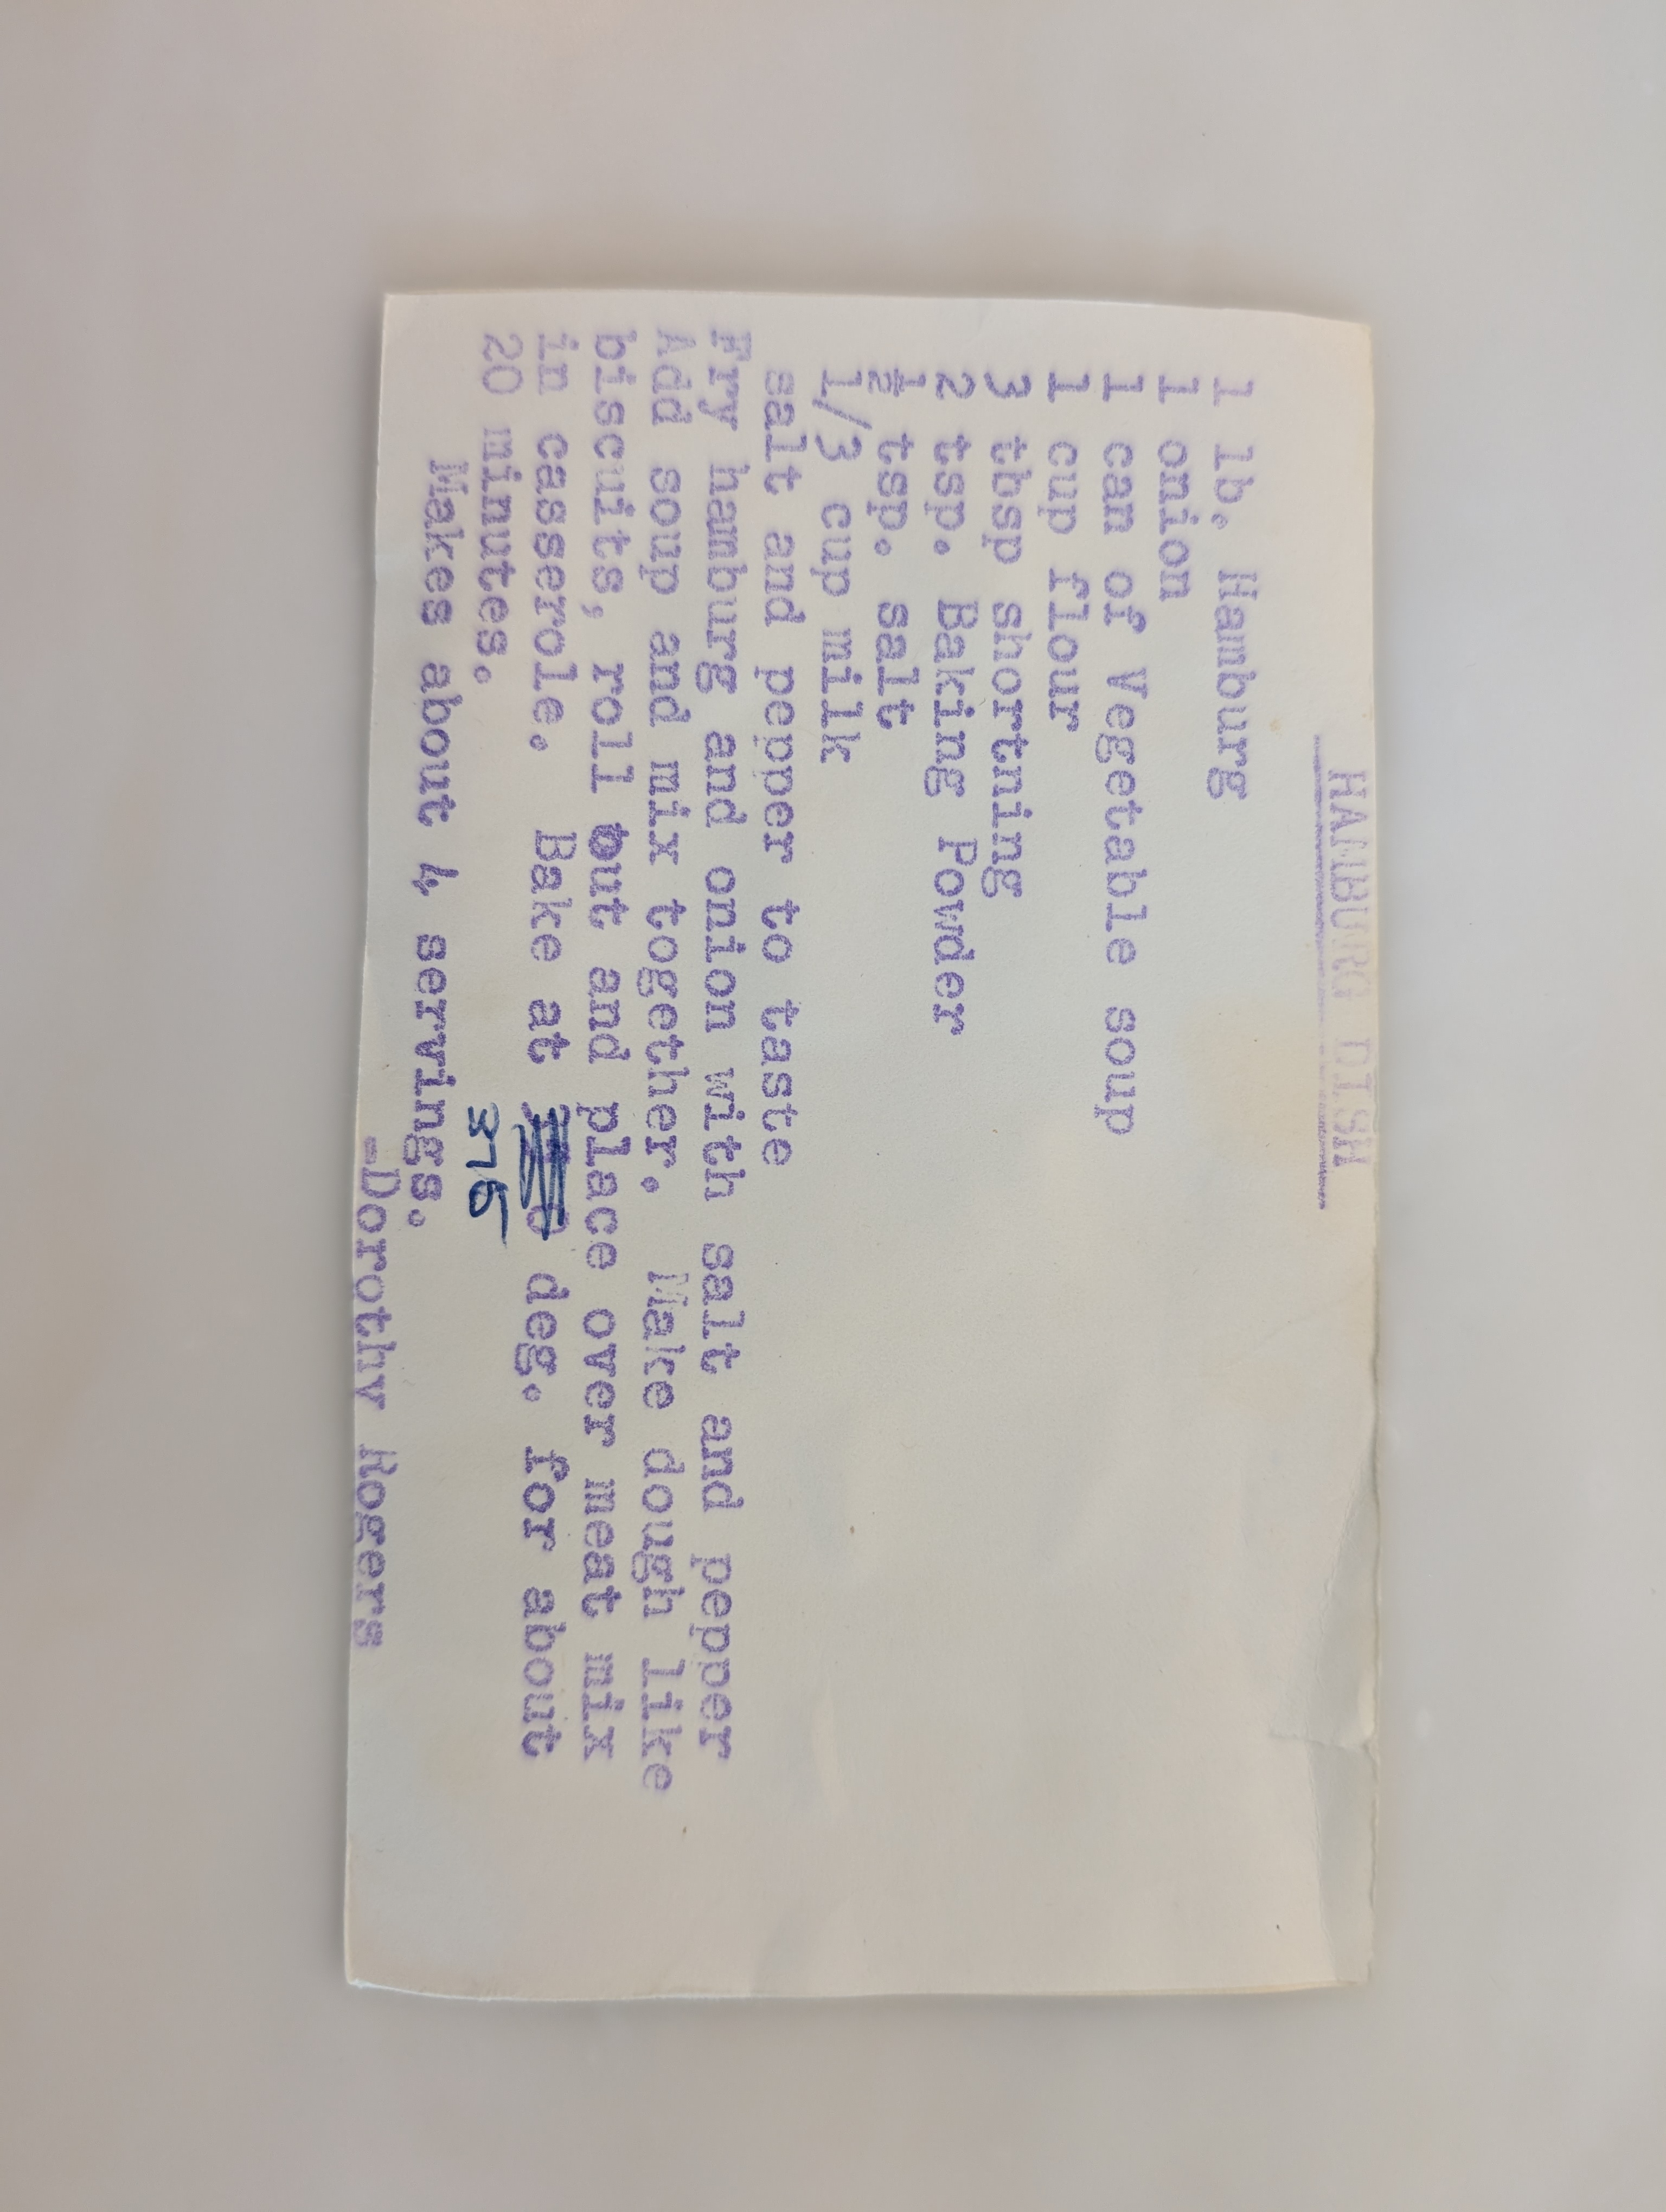 HAMBURG DISH
1 lb. Hamburg
1 onion
1 can of Vegetable soup
1 cup flour
3 tbsp shortning
2 tsp. Baking Powder
½ tsp. salt
1/3 cup milk
salt and pepper to taste
Fry hamburg and onion with salt and pepper
Add soup and mix together. Make dough like
biscuits, roll out and place over meat mix
in casserole. Bake at deg. for about
375
20 minutes.
Makes about 4 servings.
-Dorothy Rogers